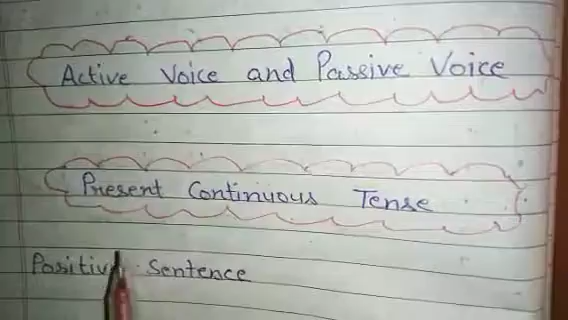 Active Voice and Passive Voice
Present Continuous Tense
Positive Sentence